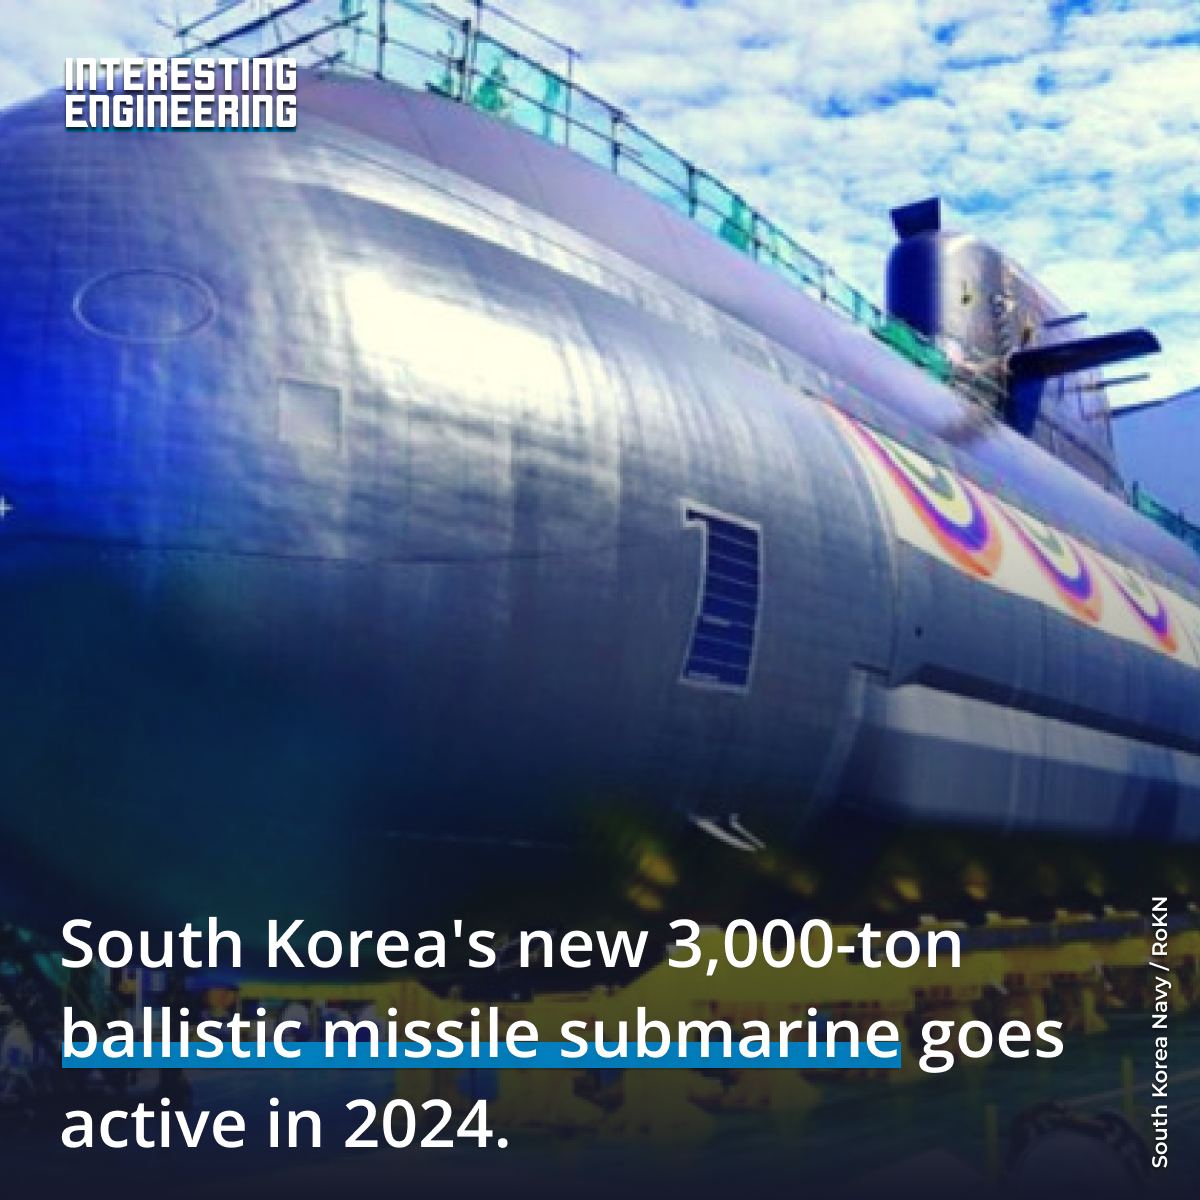 INTERESTING
ENGINEERING
South Korea's new 3,000-ton
ballistic missile submarine goes
active in 2024.
South Korea Navy / RoKN